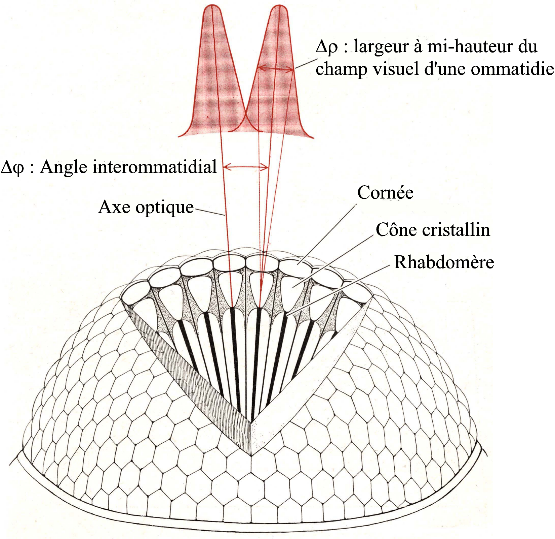 Δρ : largeur à mi-hauteur du
champ visuel d'une ommatidie
Δφ : Angle interommatidial
Axe optique
Cornée
Cône cristallin
Rhabdomère